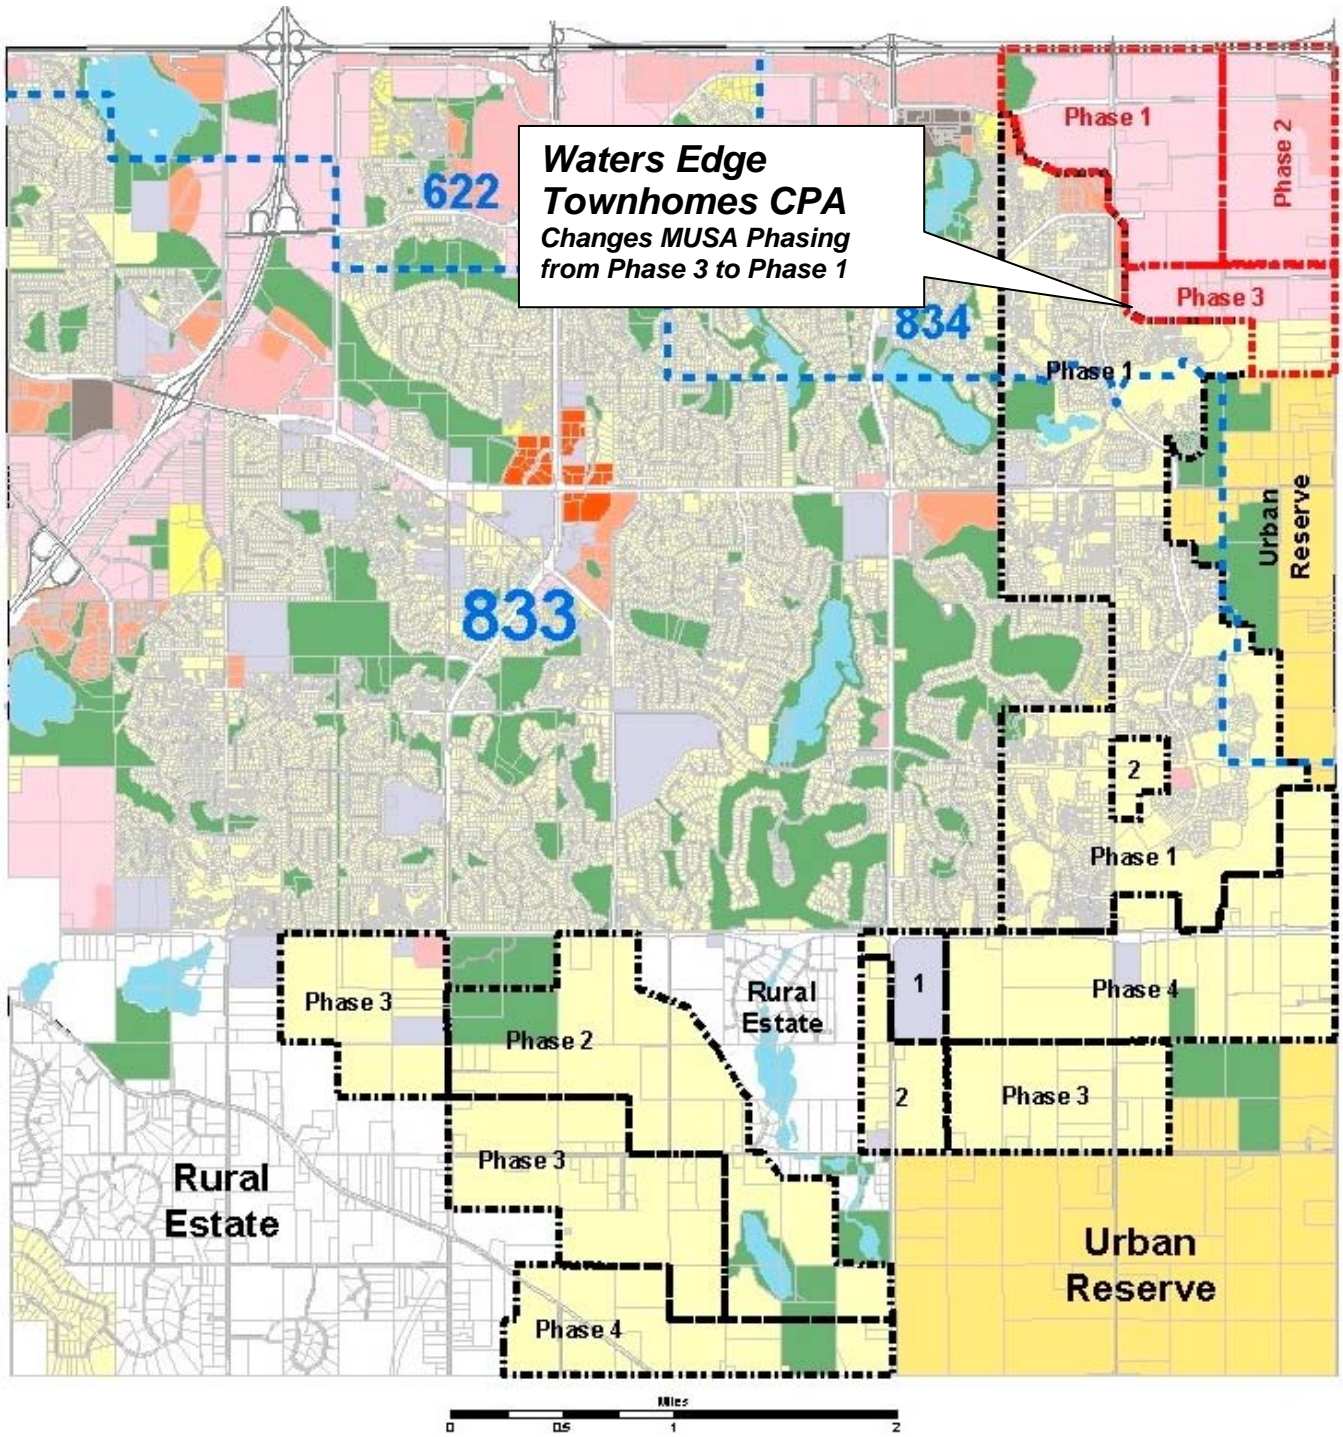 Phase 1
Phase 2
Waters Edge
Townhomes CPA
Changes MUSA Phasing
from Phase 3 to Phase 1
622
Phase 3
834
Phase 1
Urban
Reserve
833
2
Phase 1
Phase 3
Rural
Estate
1
Phase 4
Phase 2
2
Phase 3
Phase 3
Rural
Estate
Urban
Reserve
Phase 4
Miles
0
0.5
1
2